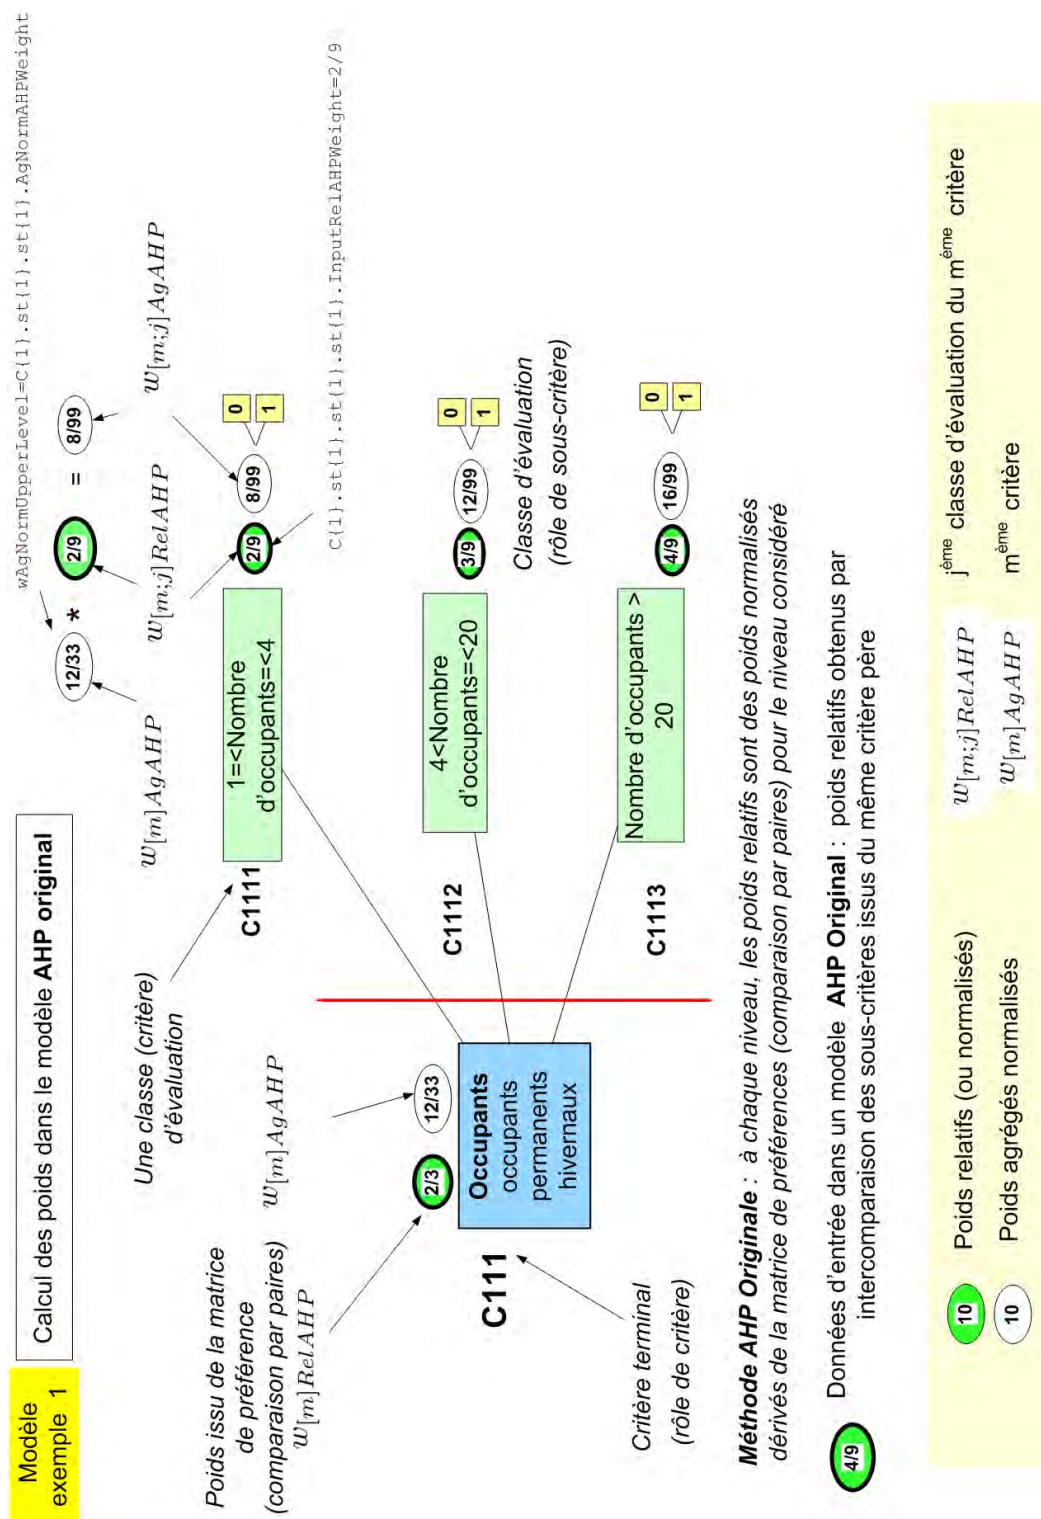 Modèle
exemple 1
Calcul des poids dans le modèle AHP original
wAgNormUpperLevel=C{1}.st{1}.st{1}.AgNormAHPWeight
12/33 * 2/9 = 8/99
w[m]AgAHP
w[m;j]RelAHP
w[m;j]AgAHP
Une classe (critère)
d'évaluation
C1111
1=<Nombre
d'occupants=<4
2/9
8/99
0
1
C{1}.st{1}.st{1}.st{1}.InputRelAHPWeight=2/9
Poids issu de la matrice
de préférence
(comparaison par paires)
w[m]RelAHP
w[m]AgAHP
2/3
12/33
C111
Occupants
occupants
permanents
hivernaux
Critère terminal
(rôle de critère)
C1112
4<Nombre
d'occupants=<20
3/9
12/99
0
1
Classe d'évaluation
(rôle de sous-critère)
C1113
Nombre d'occupants >
20
4/9
16/99
0
1
Méthode AHP Originale : à chaque niveau, les poids relatifs sont des poids normalisés
dérivés de la matrice de préférences (comparaison par paires) pour le niveau considéré
4/9
Données d'entrée dans un modèle AHP Original : poids relatifs obtenus par
intercomparaison des sous-critères issus du même critère père
10 Poids relatifs (ou normalisés)
10 Poids agrégés normalisés
w[m;j]RelAHP jème classe d'évaluation du mème critère
w[m]AgAHP mème critère